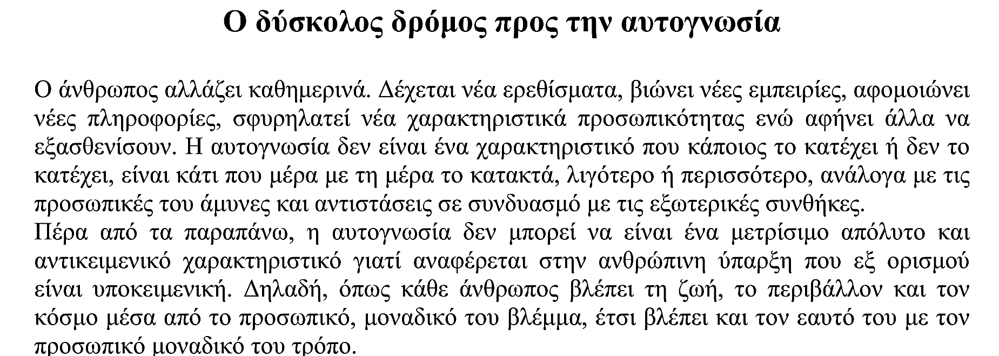 Ο δύσκολος δρόμος προς την αυτογνωσία
Ο άνθρωπος αλλάζει καθημερινά. Δέχεται νέα ερεθίσματα, βιώνει νέες εμπειρίες, αφομοιώνει
νέες πληροφορίες, σφυρηλατεί νέα χαρακτηριστικά προσωπικότητας ενώ αφήνει άλλα να
εξασθενίσουν. Η αυτογνωσία δεν είναι ένα χαρακτηριστικό που κάποιος το κατέχει ή δεν το
κατέχει, είναι κάτι που μέρα με τη μέρα το κατακτά, λιγότερο ή περισσότερο, ανάλογα με τις
προσωπικές του άμυνες και αντιστάσεις σε συνδυασμό με τις εξωτερικές συνθήκες.
Πέρα από τα παραπάνω, η αυτογνωσία δεν μπορεί να είναι ένα μετρίσιμο απόλυτο και
αντικειμενικό χαρακτηριστικό γιατί αναφέρεται στην ανθρώπινη ύπαρξη που εξ ορισμού
είναι υποκειμενική. Δηλαδή, όπως κάθε άνθρωπος βλέπει τη ζωή, το περιβάλλον και τον
κόσμο μέσα από το προσωπικό, μοναδικό του βλέμμα, έτσι βλέπει και τον εαυτό του με τον
προσωπικό μοναδικό του τρόπο.